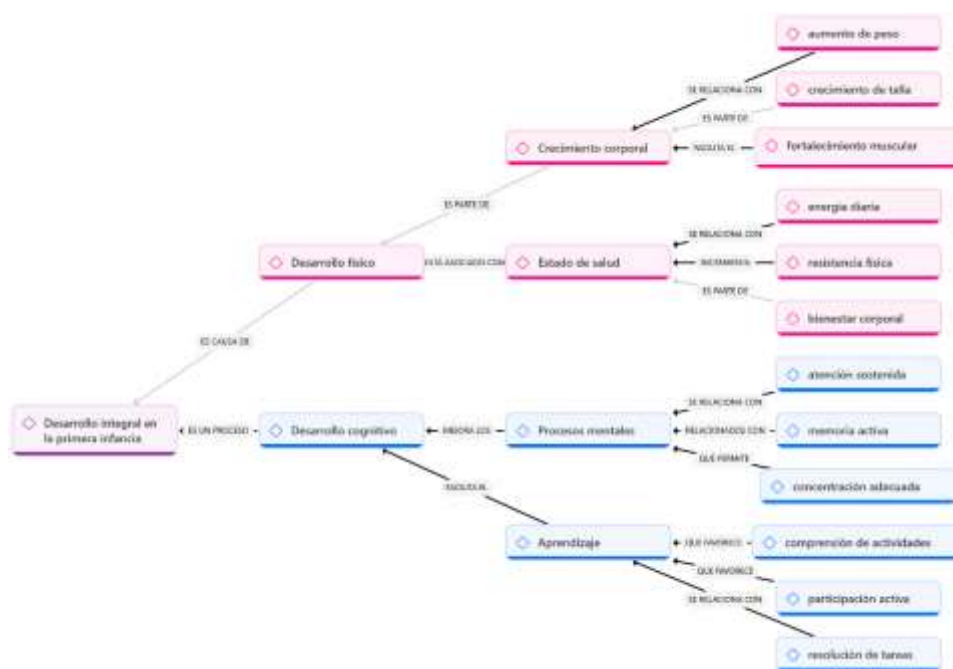 aumento de peso
SE RELACIONA CON
crecimiento de talla
ES PARTE DE
Crecimiento corporal
fortalecimiento muscular
ES PARTE DE
energía diaria
SE RELACIONA CON
Desarrollo físico
ESTÁ ASOCIADO CON
Estado de salud
INCREMENTA
resistencia física
ES PARTE DE
bienestar corporal
ES CAUSA DE
atención sostenida
SE RELACIONA CON
Desarrollo integral en
la primera infancia
ES UN PROCESO
Desarrollo cognitivo
MEJORA LOS
Procesos mentales
RELACIONADOS CON
memoria activa
QUE PERMITE
concentración adecuada
Aprendizaje
QUE FAVORECE
comprensión de actividades
QUE FAVORECE
participación activa
SE RELACIONA CON
resolución de tareas